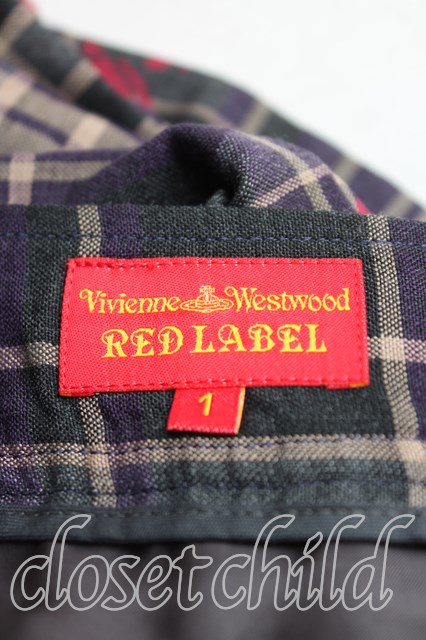 Vivienne Westwood
RED LABEL
1
closetchild